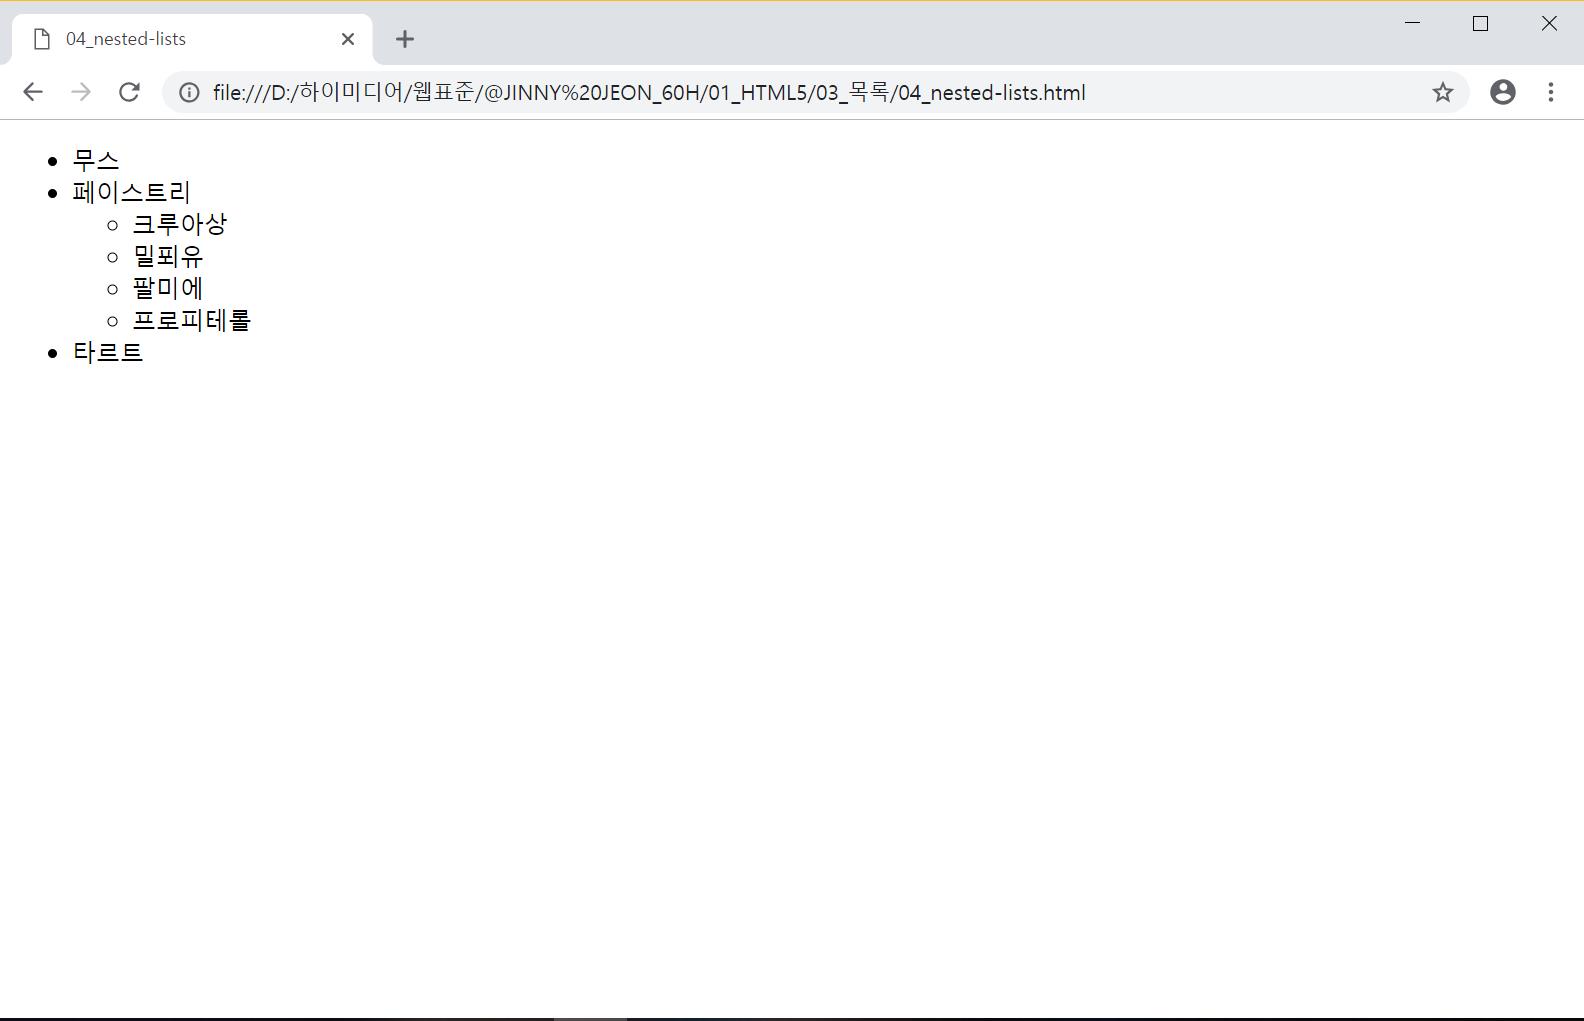 04_nested-lists
file:///D:/하이미디어/웹표준/@JINNY%20JEON_60H/01_HTML5/03_목록/04_nested-lists.html
무스
페이스트리
크루아상
밀푀유
팔미에
프로피테롤
타르트